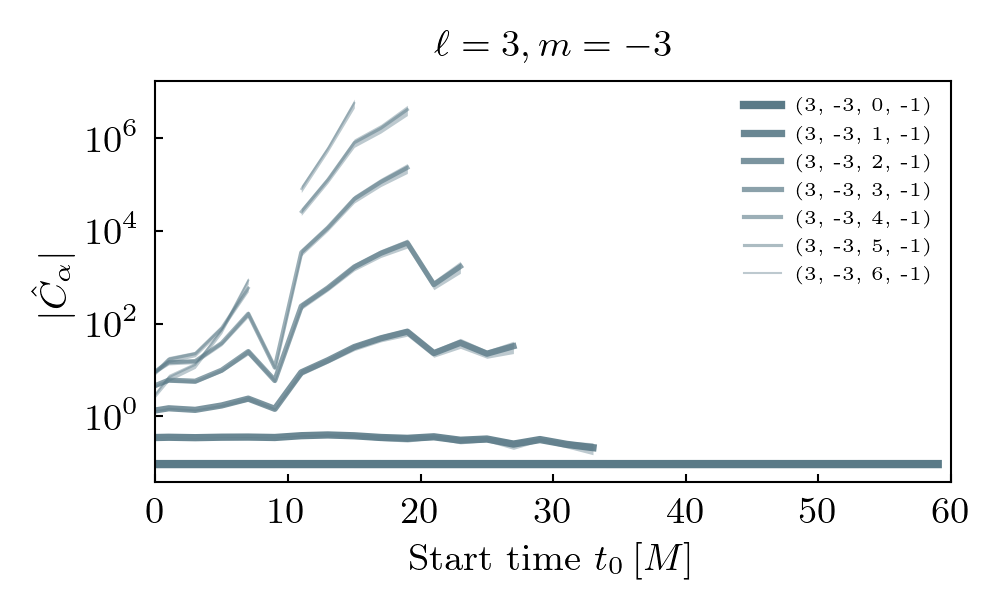 ℓ = 3, m = −3
|Ĉ_α|
10^6
10^4
10^2
10^0
(3, -3, 0, -1)
(3, -3, 1, -1)
(3, -3, 2, -1)
(3, -3, 3, -1)
(3, -3, 4, -1)
(3, -3, 5, -1)
(3, -3, 6, -1)
0 10 20 30 40 50 60
Start time t_0 [M]